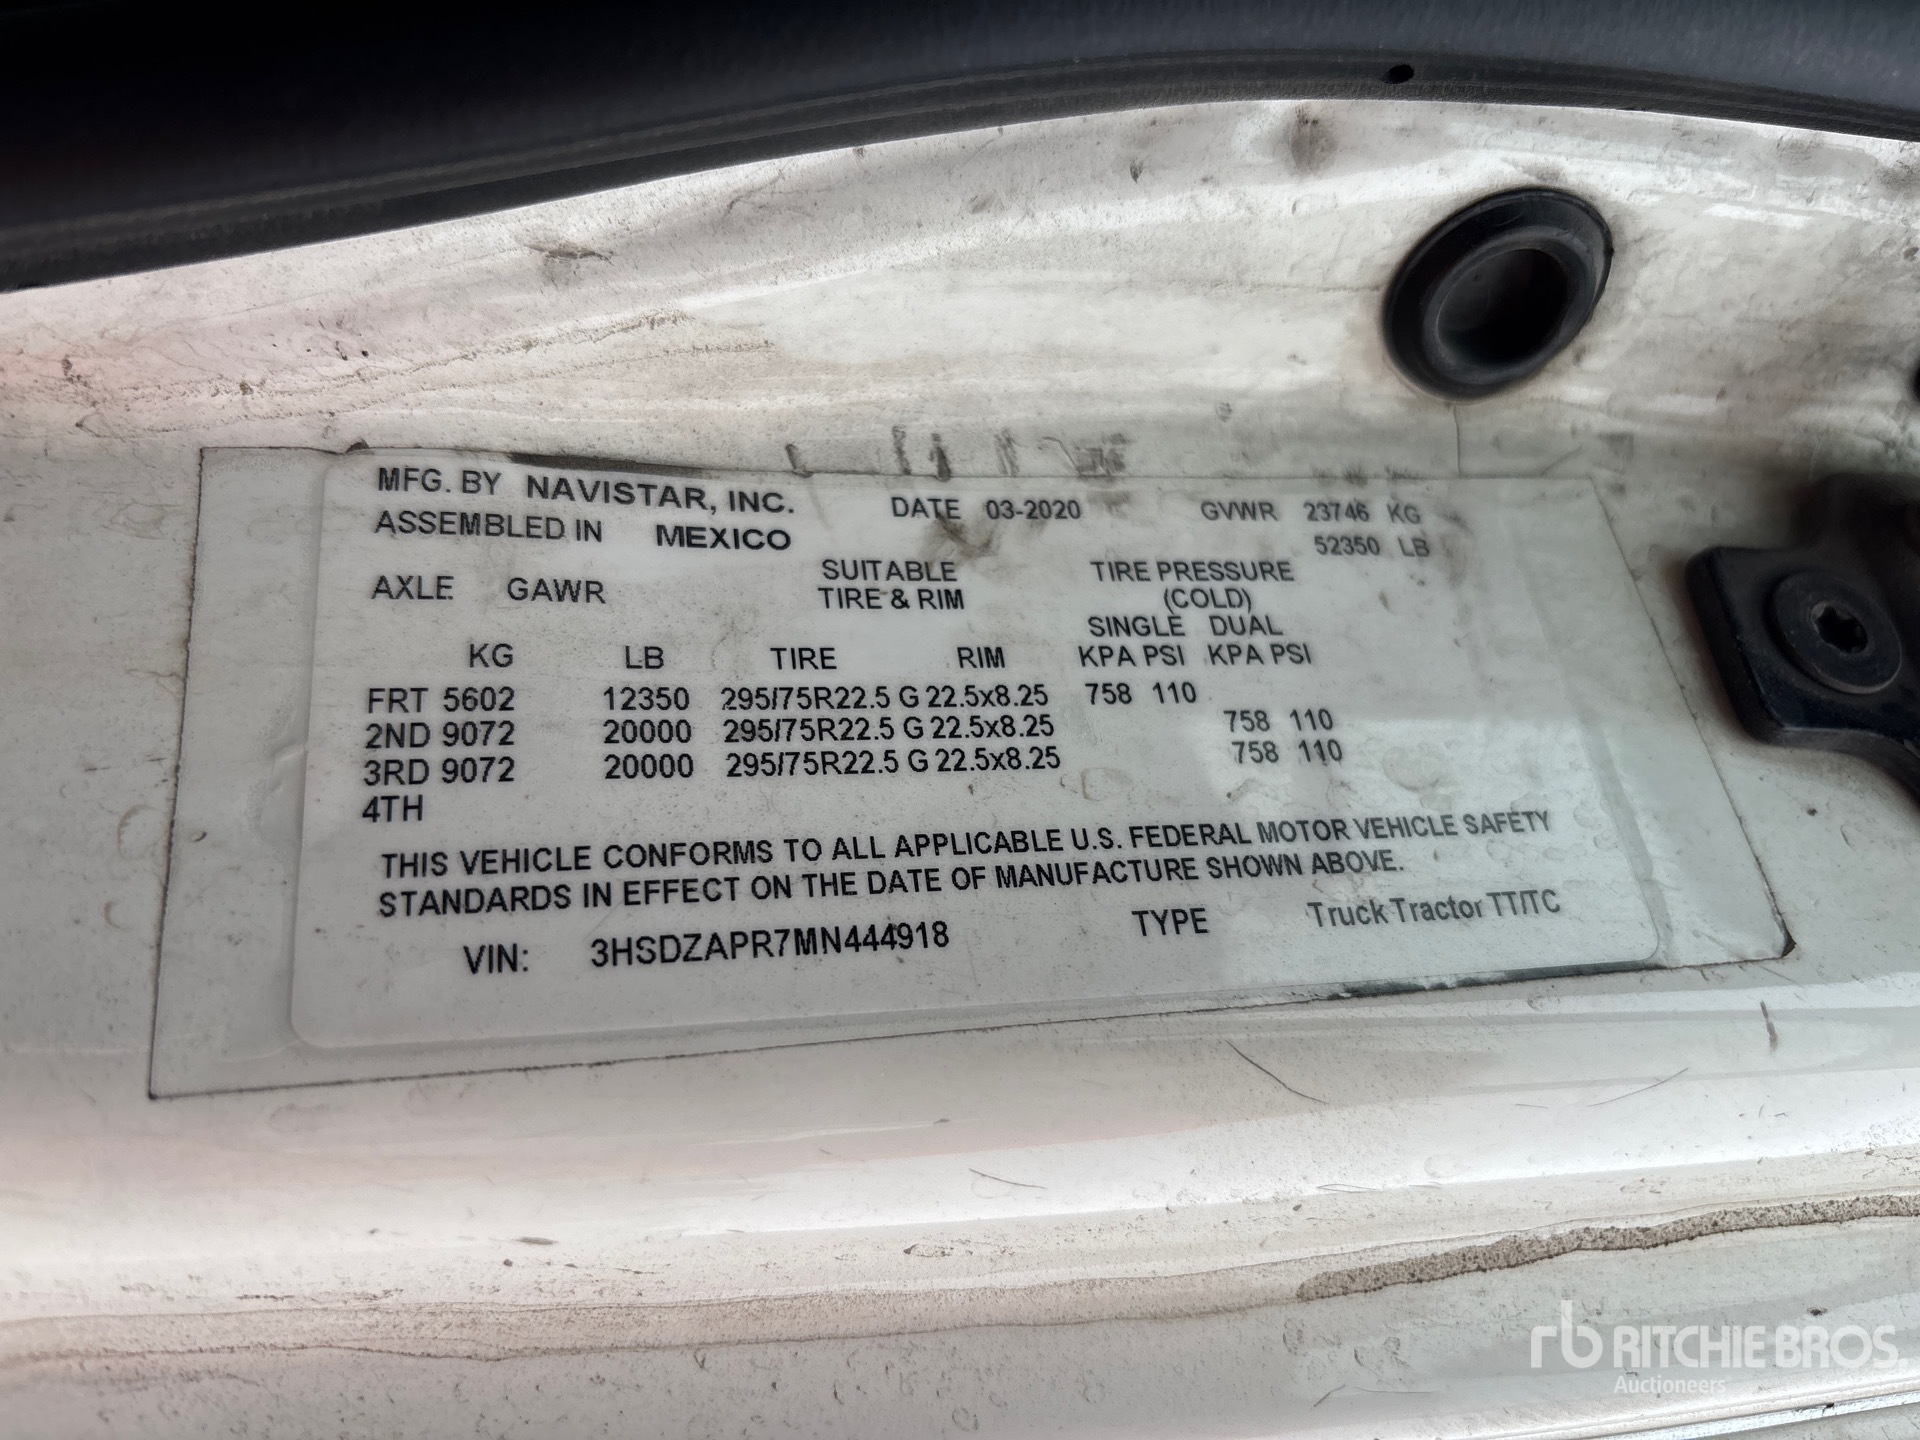 MFG. BY NAVISTAR, INC. DATE 03-2020 GVWR 23746 KG
ASSEMBLED IN MEXICO 52350 LB
AXLE GAWR SUITABLE TIRE PRESSURE
TIRE & RIM (COLD)
SINGLE DUAL
KG LB TIRE RIM KPA PSI KPA PSI
FRT 5602 12350 295/75R22.5 G 22.5x8.25 758 110
2ND 9072 20000 295/75R22.5 G 22.5x8.25 758 110
3RD 9072 20000 295/75R22.5 G 22.5x8.25 758 110
4TH
THIS VEHICLE CONFORMS TO ALL APPLICABLE U.S. FEDERAL MOTOR VEHICLE SAFETY
STANDARDS IN EFFECT ON THE DATE OF MANUFACTURE SHOWN ABOVE.
VIN: 3HSDZAPR7MN444918 TYPE Truck Tractor TT/TC
rb RITCHIE BROS.
Auctioneers